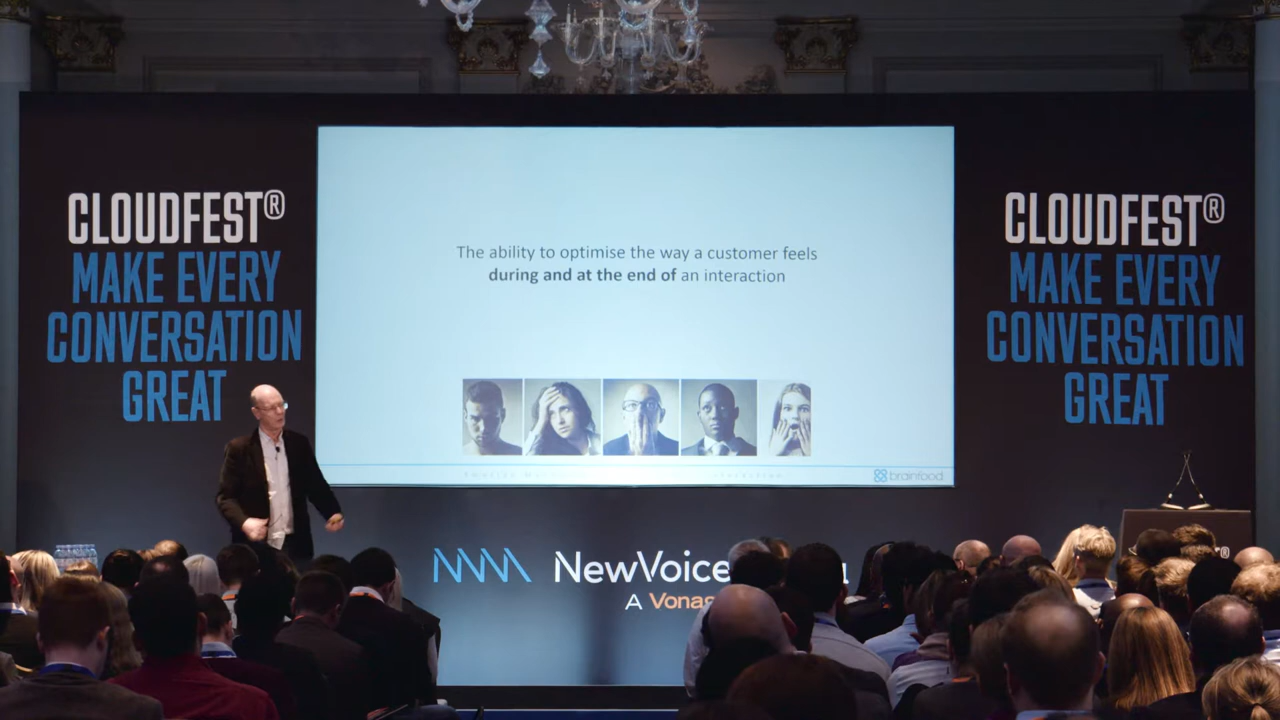 CLOUDFEST®
MAKE EVERY
CONVERSATION
GREAT
The ability to optimise the way a customer feels
during and at the end of an interaction
brainfood
CLOUDFEST®
MAKE EVERY
CONVERSATION
GREAT
NewVoice
A Vonag